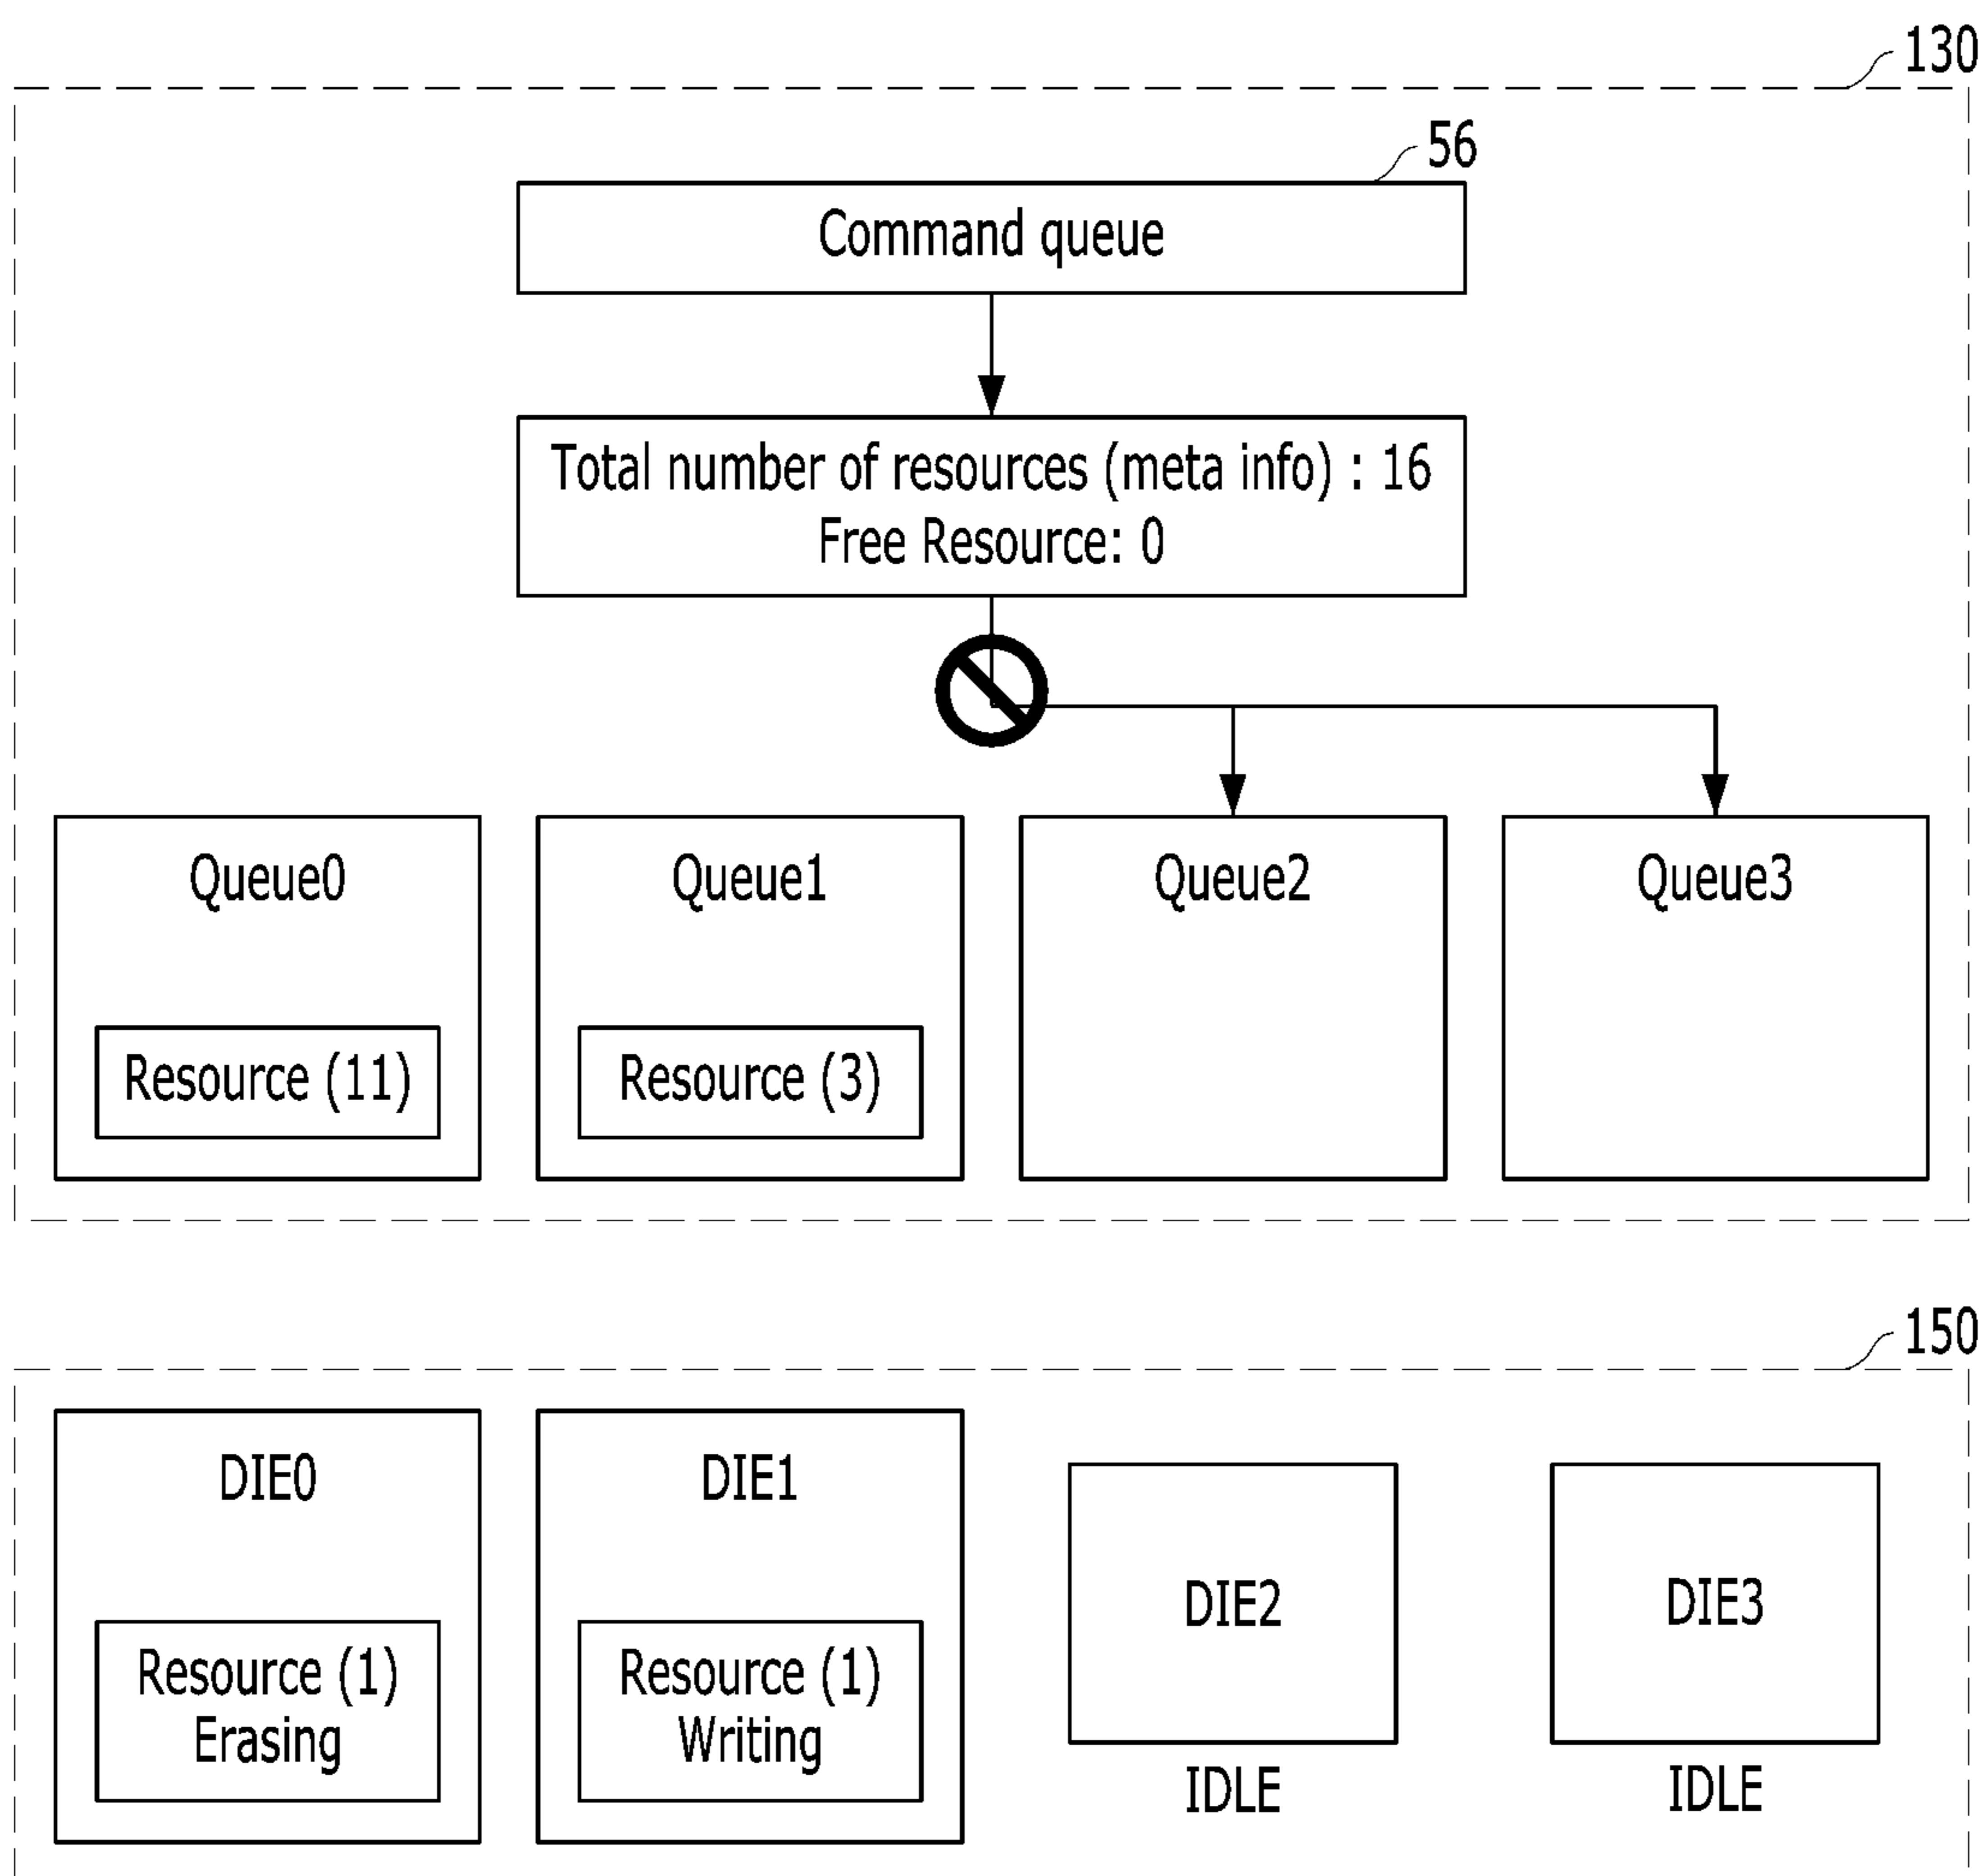 130
56
Command queue
Total number of resources (meta info) : 16
Free Resource: 0
Queue0
Queue1
Queue2
Queue3
Resource (11)
Resource (3)
150
DIE0
DIE1
DIE2
DIE3
Resource (1)
Erasing
Resource (1)
Writing
IDLE
IDLE